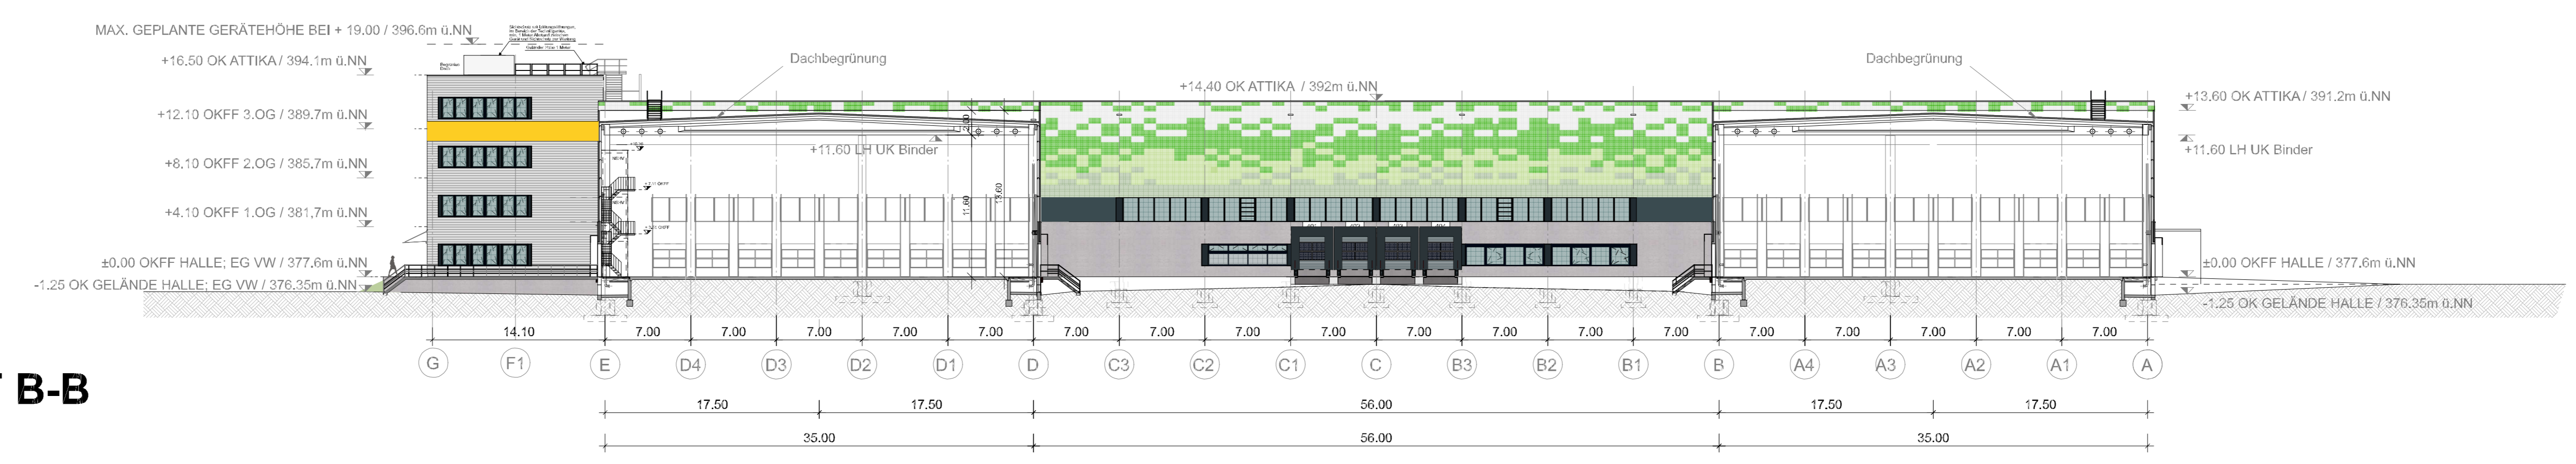 MAX. GEPLANTE GERÄTEHÖHE BEI + 19.00 / 396.6m ü.NN
+16.50 OK ATTIKA / 394.1m ü.NN
+12.10 OKFF 3.OG / 389.7m ü.NN
+8.10 OKFF 2.OG / 385.7m ü.NN
+4.10 OKFF 1.OG / 381.7m ü.NN
±0.00 OKFF HALLE; EG VW / 377.6m ü.NN
-1.25 OK GELÄNDE HALLE; EG VW / 376.35m ü.NN
Dachbegrünung
+14.40 OK ATTIKA / 392m ü.NN
Dachbegrünung
+13.60 OK ATTIKA / 391.2m ü.NN
+11.60 LH UK Binder
+11.60 LH UK Binder
2.00
11.60
13.60
±0.00 OKFF HALLE / 377.6m ü.NN
-1.25 OK GELÄNDE HALLE / 376.35m ü.NN
14.10 7.00 7.00 7.00 7.00 7.00 7.00 7.00 7.00 7.00 7.00 7.00 7.00 7.00 7.00 7.00 7.00 7.00 7.00
G F1 E D4 D3 D2 D1 D C3 C2 C1 C B3 B2 B1 B A4 A3 A2 A1 A
B-B
17.50 17.50 56.00 17.50 17.50
35.00 56.00 35.00